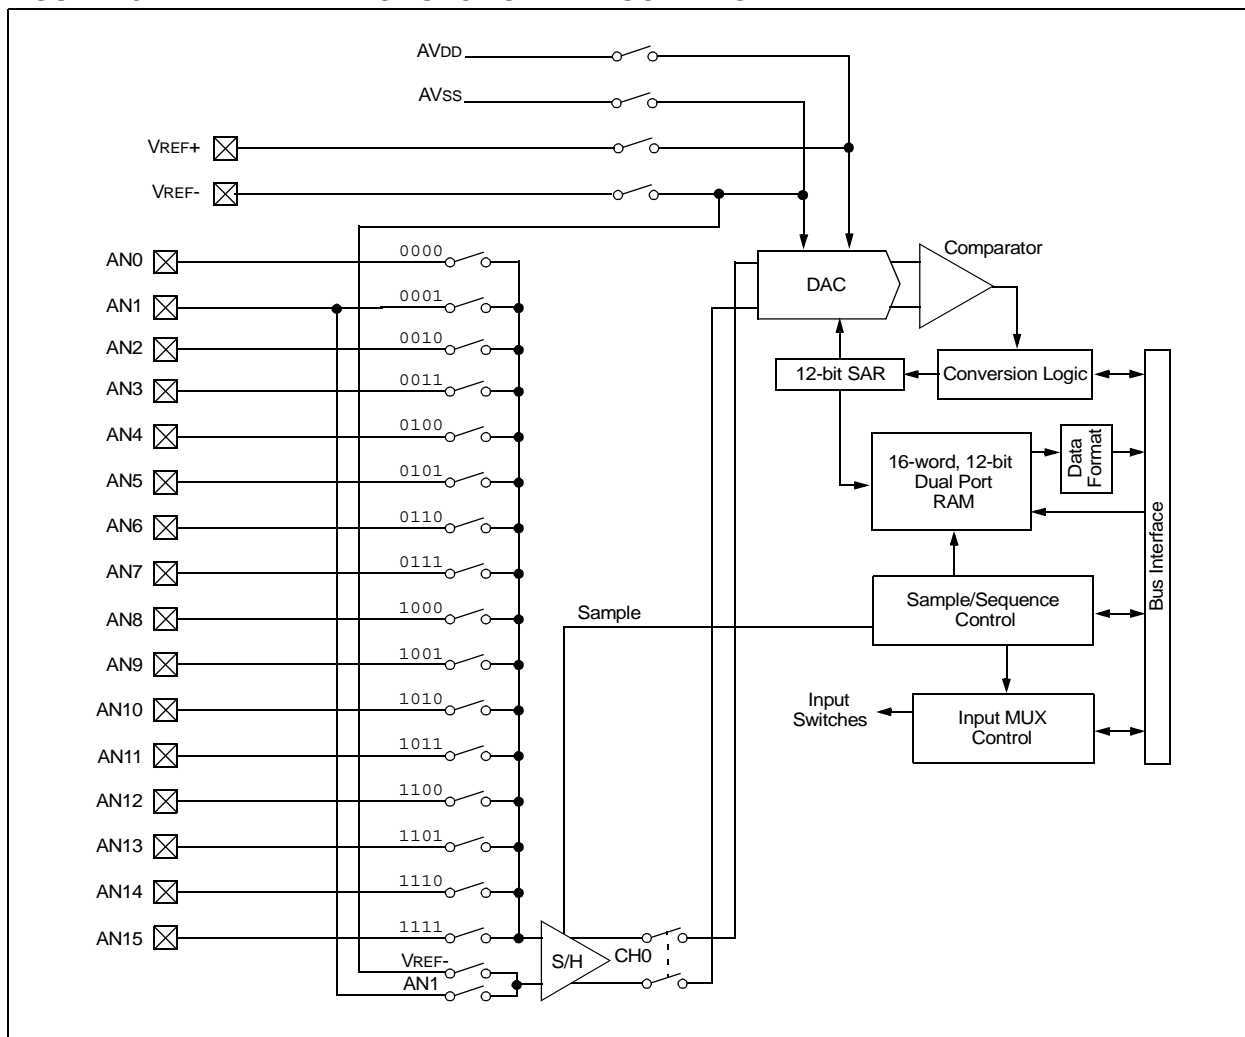 AVDD
AVSS
VREF+
VREF-
AN0
0000
AN1
0001
AN2
0010
AN3
0011
AN4
0100
AN5
0101
AN6
0110
AN7
0111
AN8
1000
AN9
1001
AN10
1010
AN11
1011
AN12
1100
AN13
1101
AN14
1110
AN15
1111
VREF-
AN1
S/H
CH0
Comparator
DAC
12-bit SAR
Conversion Logic
16-word, 12-bit
Dual Port
RAM
Data
Format
Bus Interface
Sample
Sample/Sequence
Control
Input
Switches
Input MUX
Control